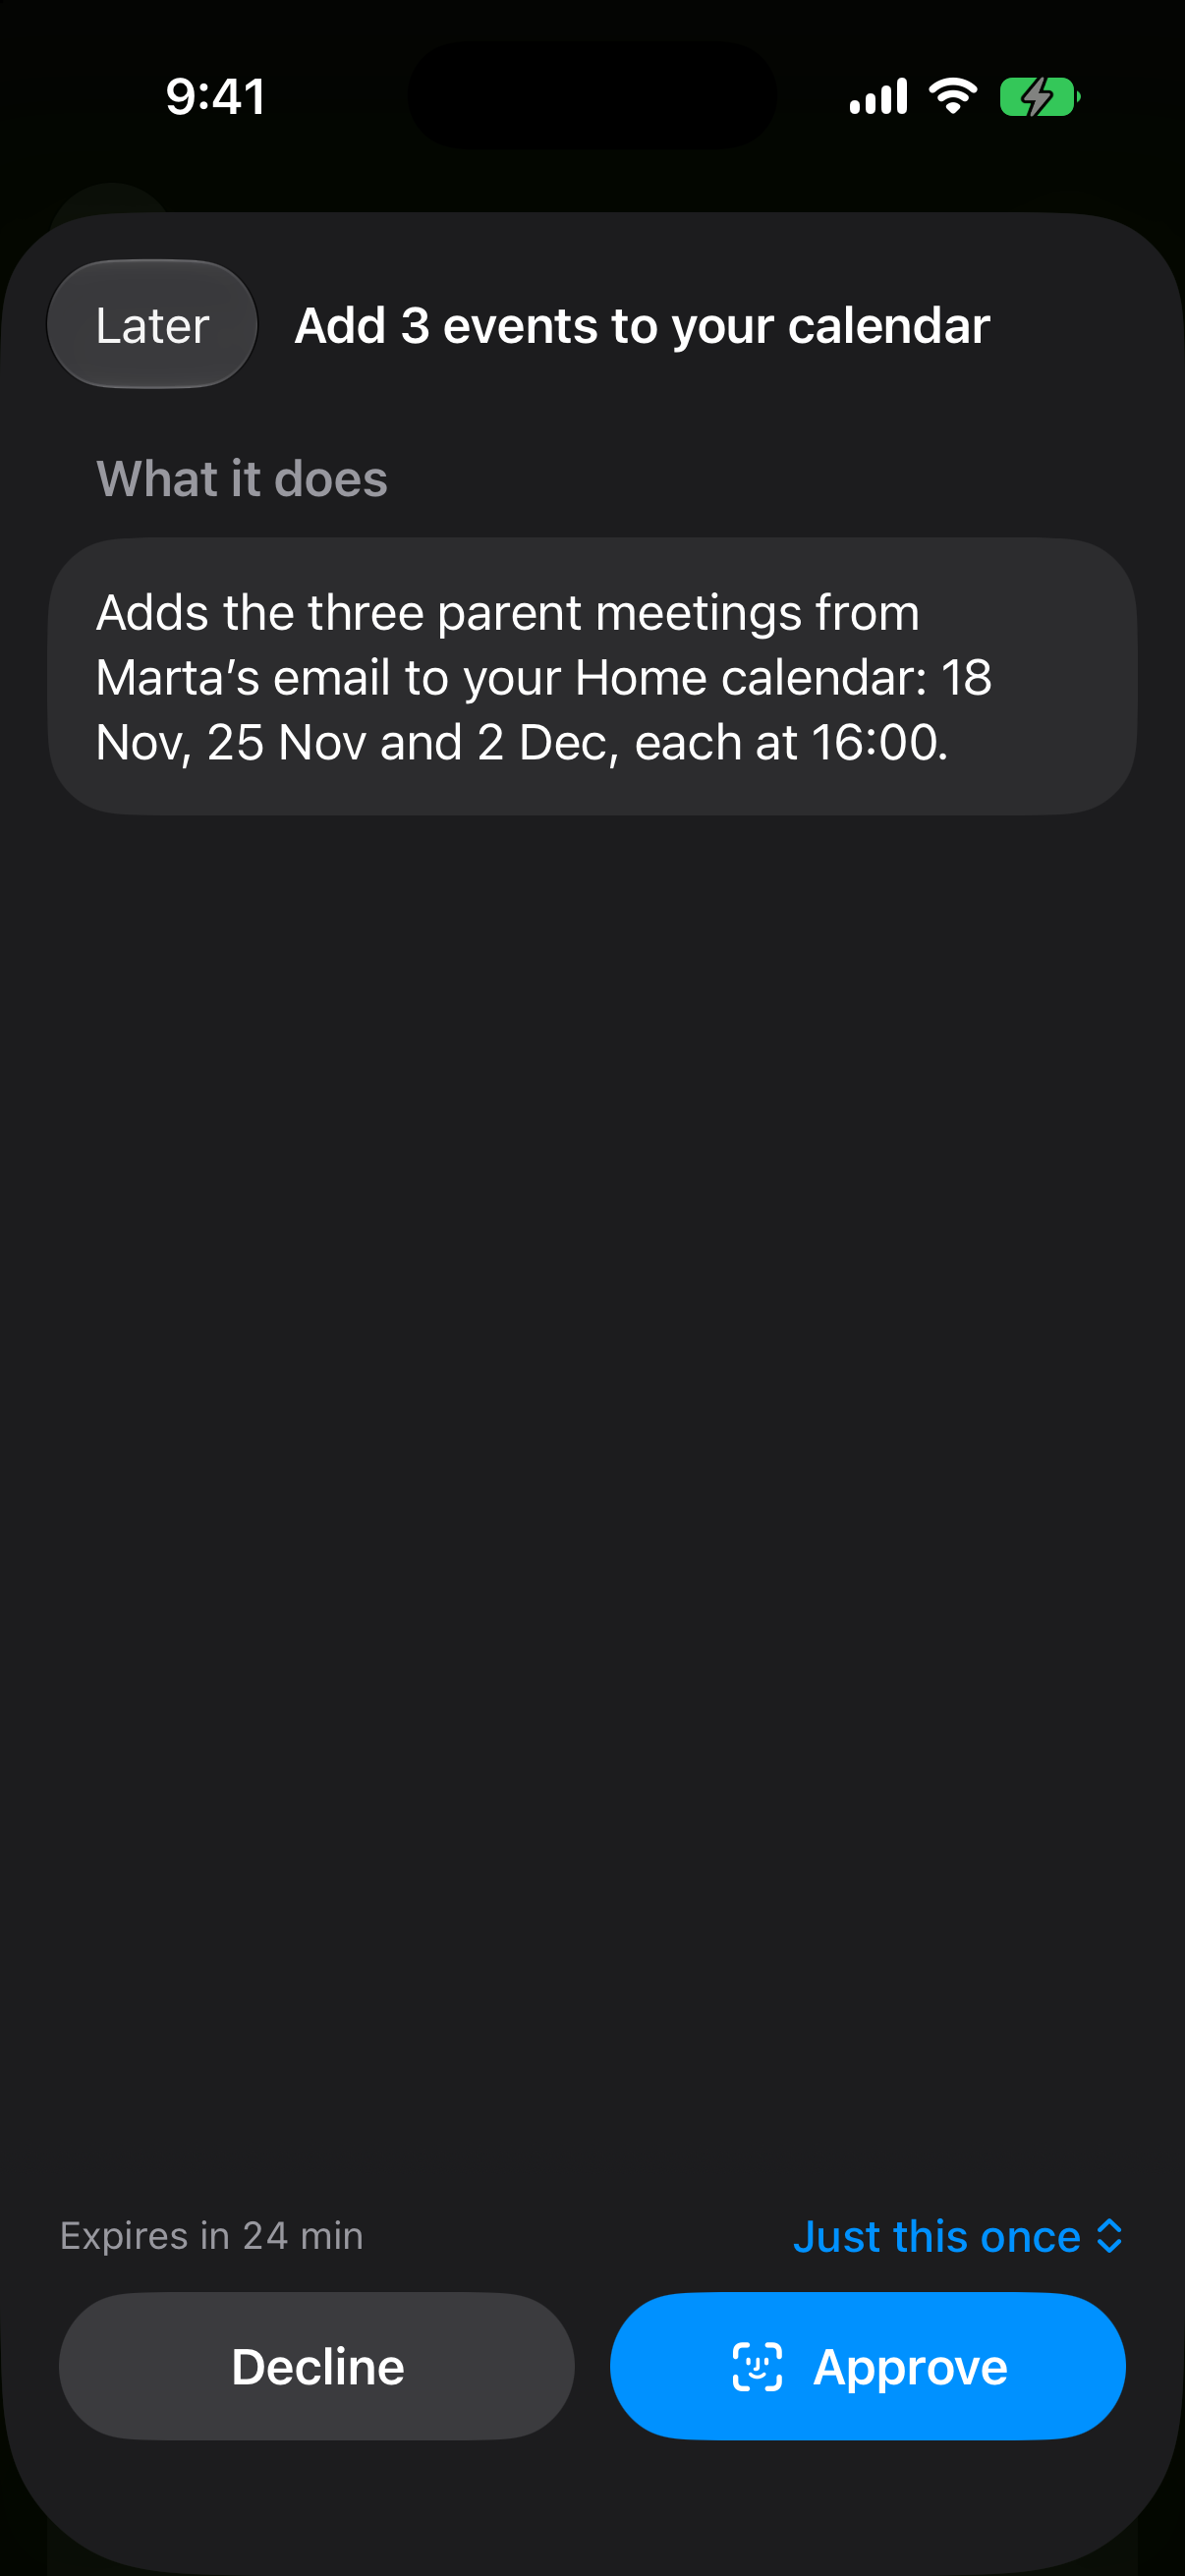 9:41
Later
Add 3 events to your calendar
What it does
Adds the three parent meetings from
Marta’s email to your Home calendar: 18
Nov, 25 Nov and 2 Dec, each at 16:00.
Expires in 24 min
Just this once
Decline
Approve